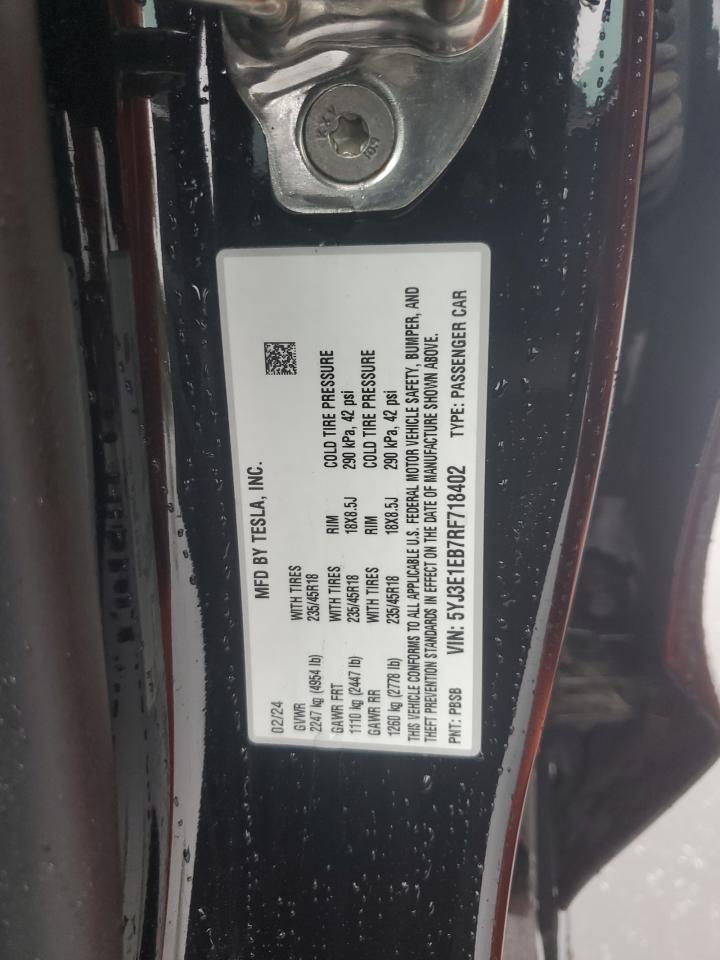 MFD BY TESLA, INC.
02/24
GVWR WITH TIRES
2247 kg (4954 lb) 235/45R18
GAWR FRT WITH TIRES RIM COLD TIRE PRESSURE
1110 kg (2447 lb) 235/45R18 18X8.5J 290 kPa, 42 psi
GAWR RR WITH TIRES RIM COLD TIRE PRESSURE
1260 kg (2778 lb) 235/45R18 18X8.5J 290 kPa, 42 psi
THIS VEHICLE CONFORMS TO ALL APPLICABLE U.S. FEDERAL MOTOR VEHICLE SAFETY, BUMPER, AND
THEFT PREVENTION STANDARDS IN EFFECT ON THE DATE OF MANUFACTURE SHOWN ABOVE.
PNT: PBSB VIN: 5YJ3E1EB7RF718402 TYPE: PASSENGER CAR